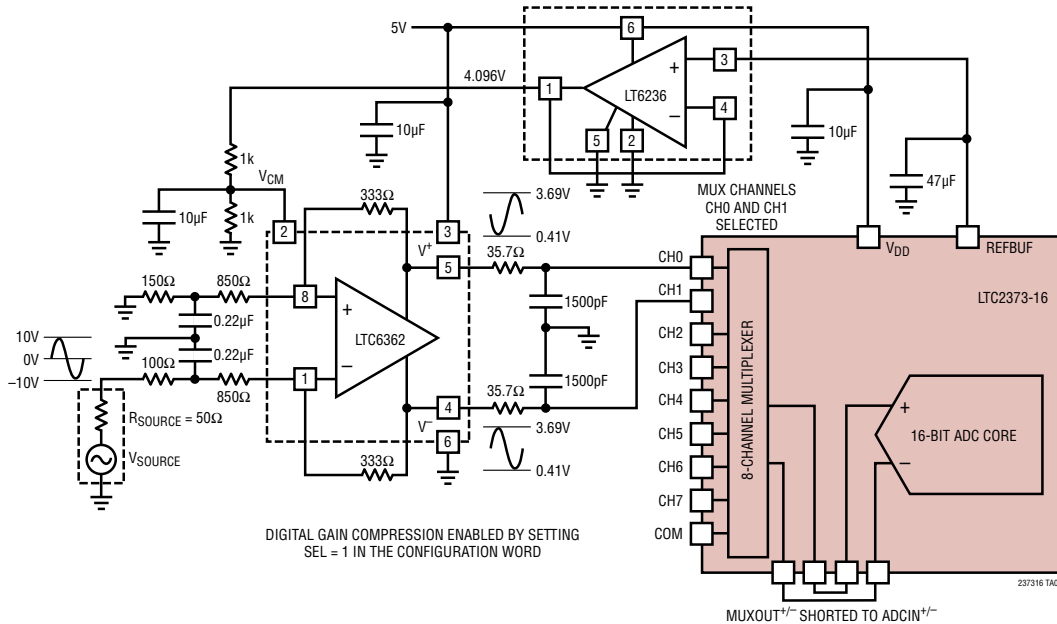 5V
6
4.096V
1
LT6236
+
−
3
4
5
2
10µF
10µF
47µF
1k
VCM
1k
10µF
333Ω
2
3
V+
3.69V
0.41V
35.7Ω
5
MUX CHANNELS
CH0 AND CH1
SELECTED
VDD
REFBUF
LTC2373-16
150Ω
850Ω
8
+
LTC6362
−
0.22µF
0.22µF
1500pF
1500pF
10V
0V
−10V
100Ω
850Ω
1
RSOURCE = 50Ω
VSOURCE
35.7Ω
4
V−
6
3.69V
0.41V
333Ω
CH0
CH1
CH2
CH3
CH4
CH5
CH6
CH7
COM
8-CHANNEL MULTIPLEXER
+
16-BIT ADC CORE
−
DIGITAL GAIN COMPRESSION ENABLED BY SETTING
SEL = 1 IN THE CONFIGURATION WORD
MUXOUT+/− SHORTED TO ADCIN+/−